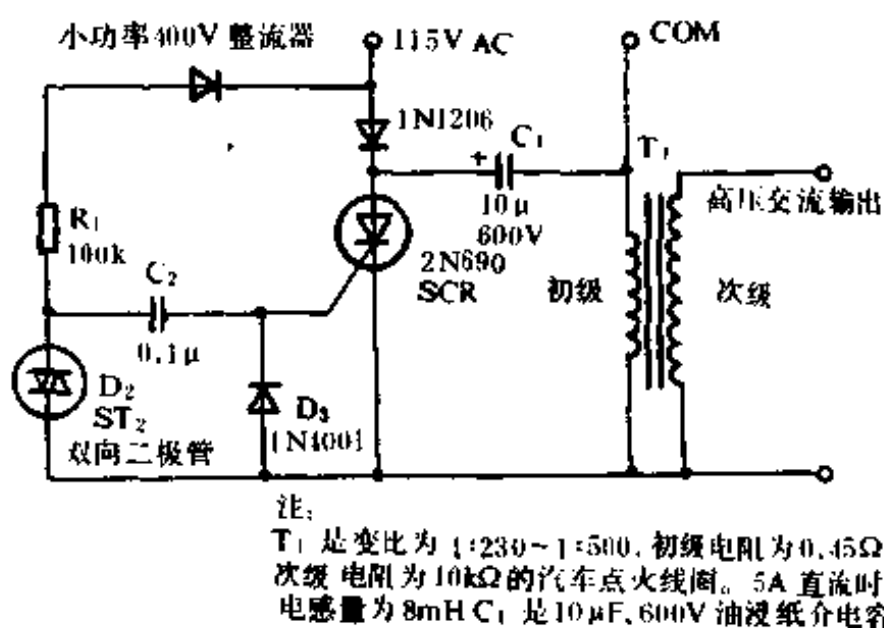 小功率400V 整流器
115V AC
COM
1N1206
C₁
T₁
10μ
600V
高压交流输出
R₁
100k
2N690
SCR
初级
次级
C₂
0.1μ
D₂
ST₂
双向二极管
D₃
1N4001
注:
T₁ 是变比为 1:230~1:500, 初级电阻为0.45Ω
次级 电阻为10kΩ的汽车点火线圈。5A 直流时
电感量为8mH C₁ 是10μF, 600V 油浸纸介电容